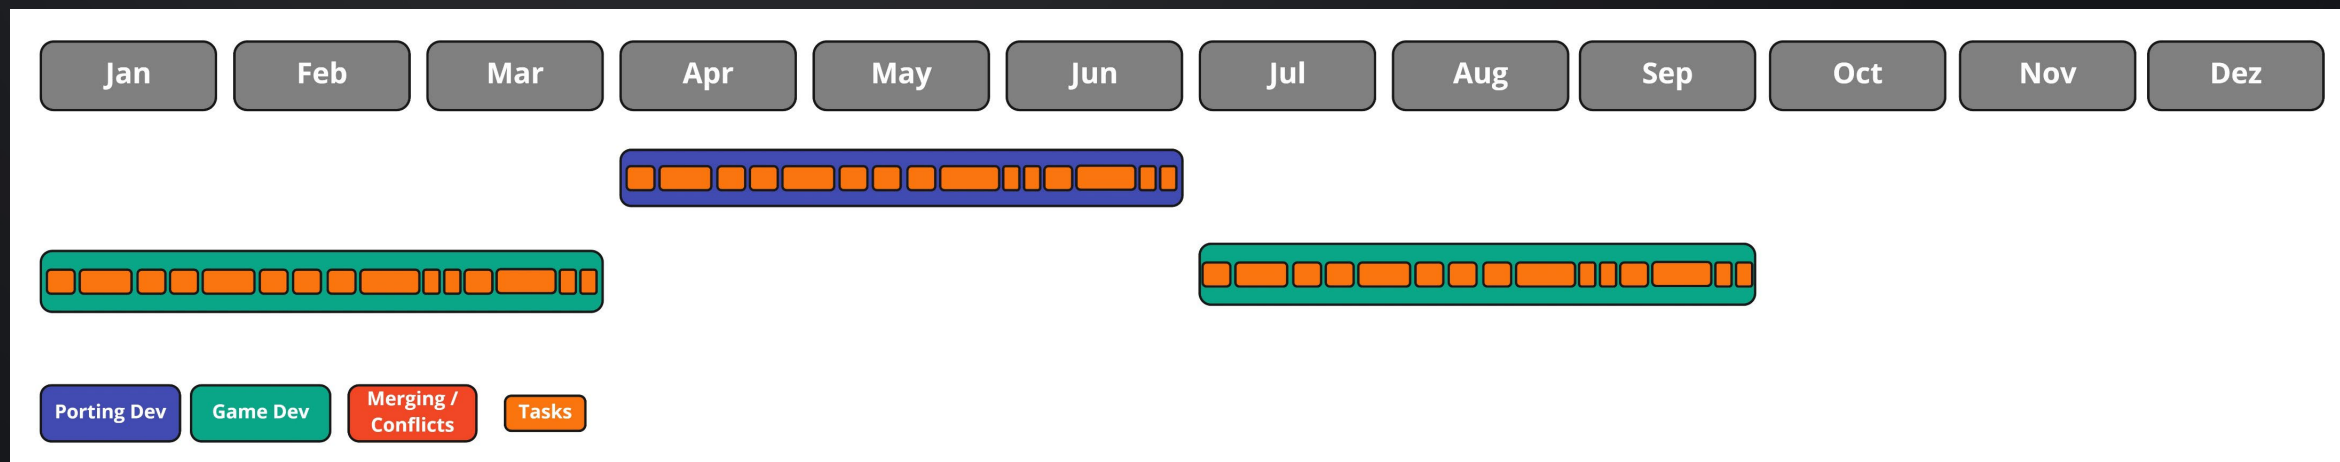 Jan
Feb
Mar
Apr
May
Jun
Jul
Aug
Sep
Oct
Nov
Dez
Porting Dev
Game Dev
Merging /
Conflicts
Tasks